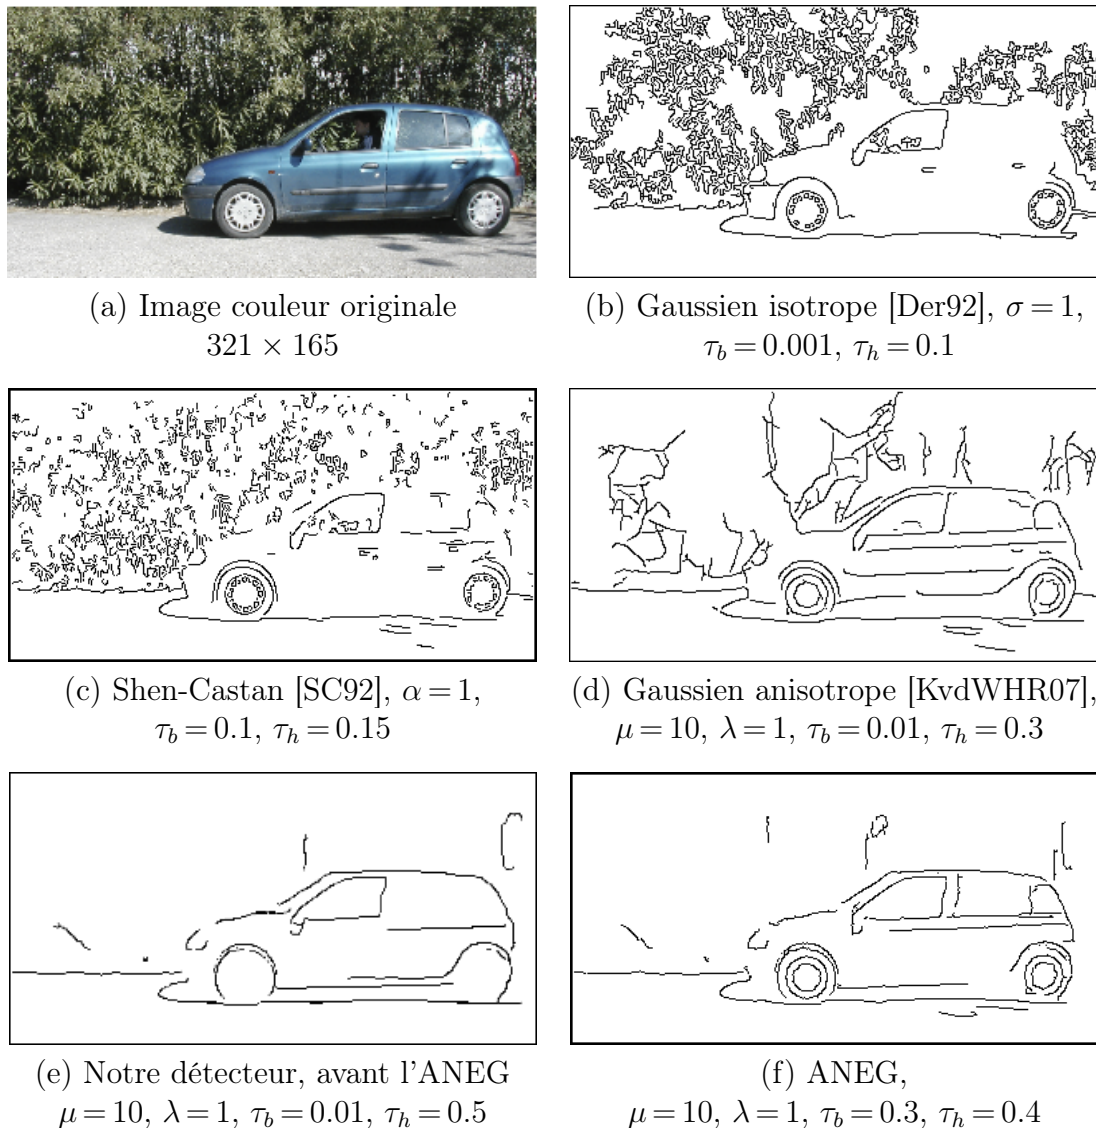 (a) Image couleur originale
321 × 165
(b) Gaussien isotrope [Der92], σ = 1,
τ_b = 0.001, τ_h = 0.1
(c) Shen-Castan [SC92], α = 1,
τ_b = 0.1, τ_h = 0.15
(d) Gaussien anisotrope [KvdWHR07],
μ = 10, λ = 1, τ_b = 0.01, τ_h = 0.3
(e) Notre détecteur, avant l'ANEG
μ = 10, λ = 1, τ_b = 0.01, τ_h = 0.5
(f) ANEG,
μ = 10, λ = 1, τ_b = 0.3, τ_h = 0.4